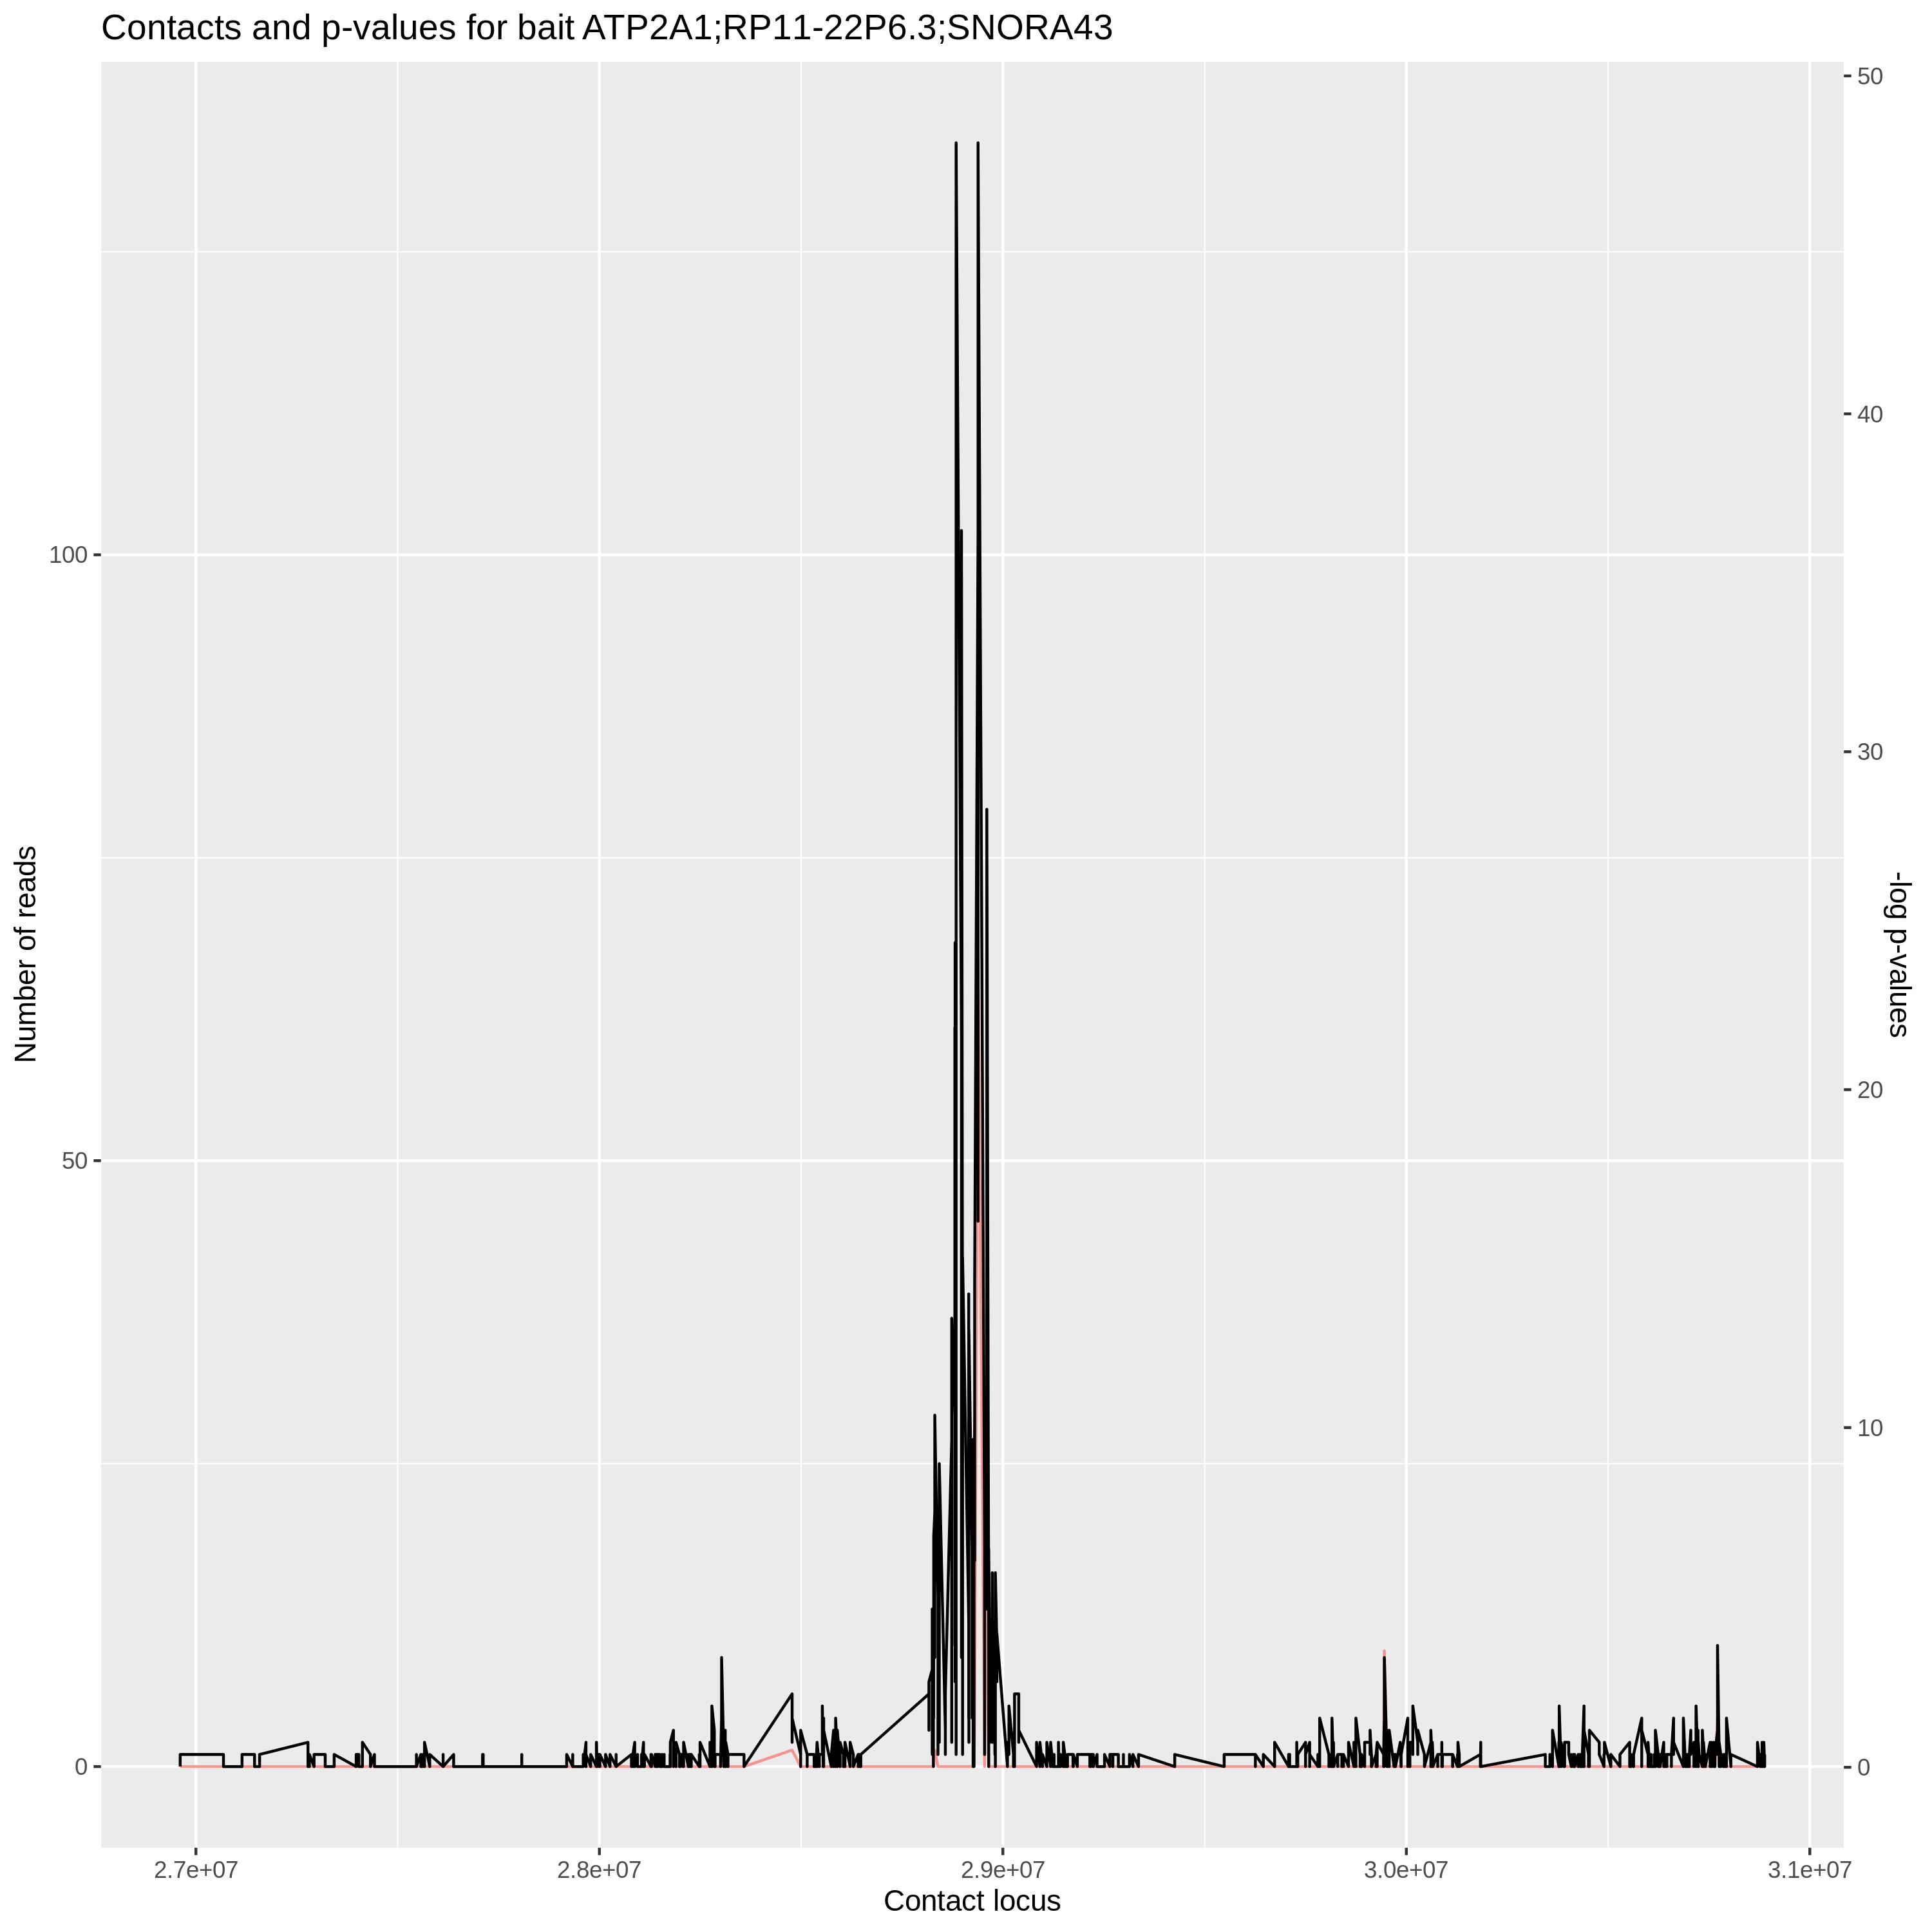 Contacts and p-values for bait ATP2A1;RP11-22P6.3;SNORA43
Number of reads
100
50
0
50
40
30
20
10
0
-log p-values
2.7e+07 2.8e+07 2.9e+07 3.0e+07 3.1e+07
Contact locus